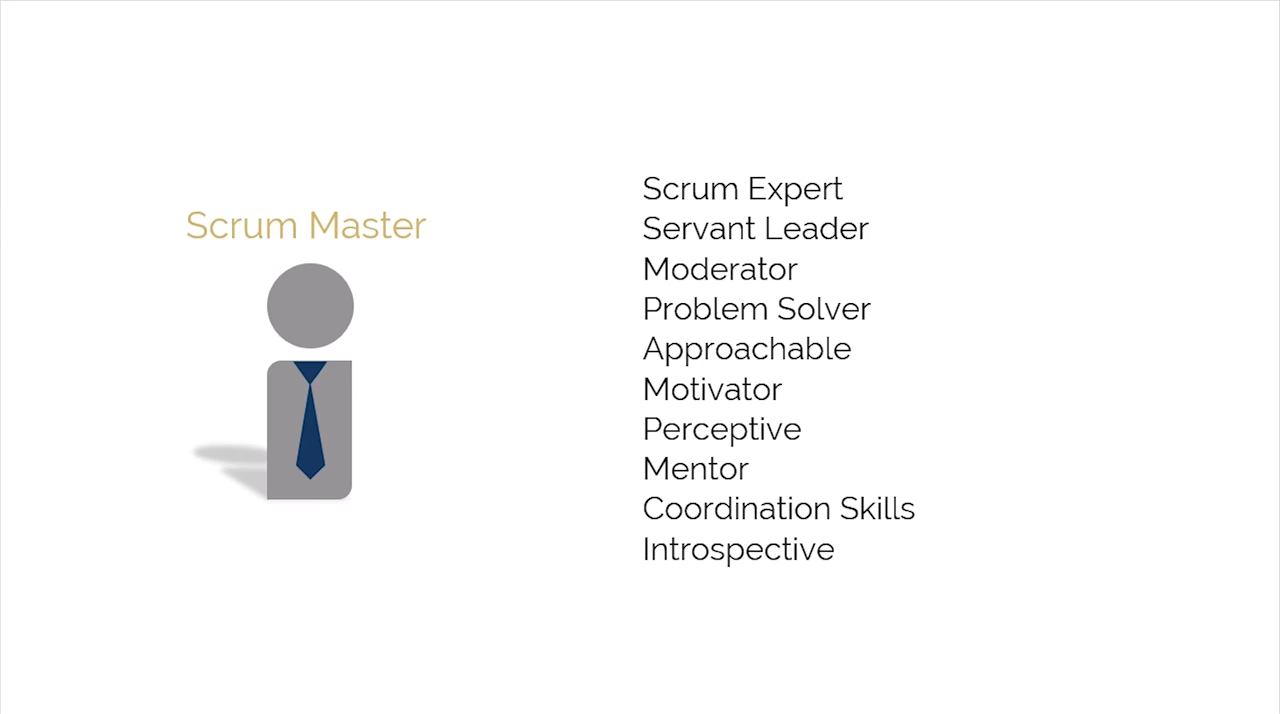 Scrum Master
Scrum Expert
Servant Leader
Moderator
Problem Solver
Approachable
Motivator
Perceptive
Mentor
Coordination Skills
Introspective